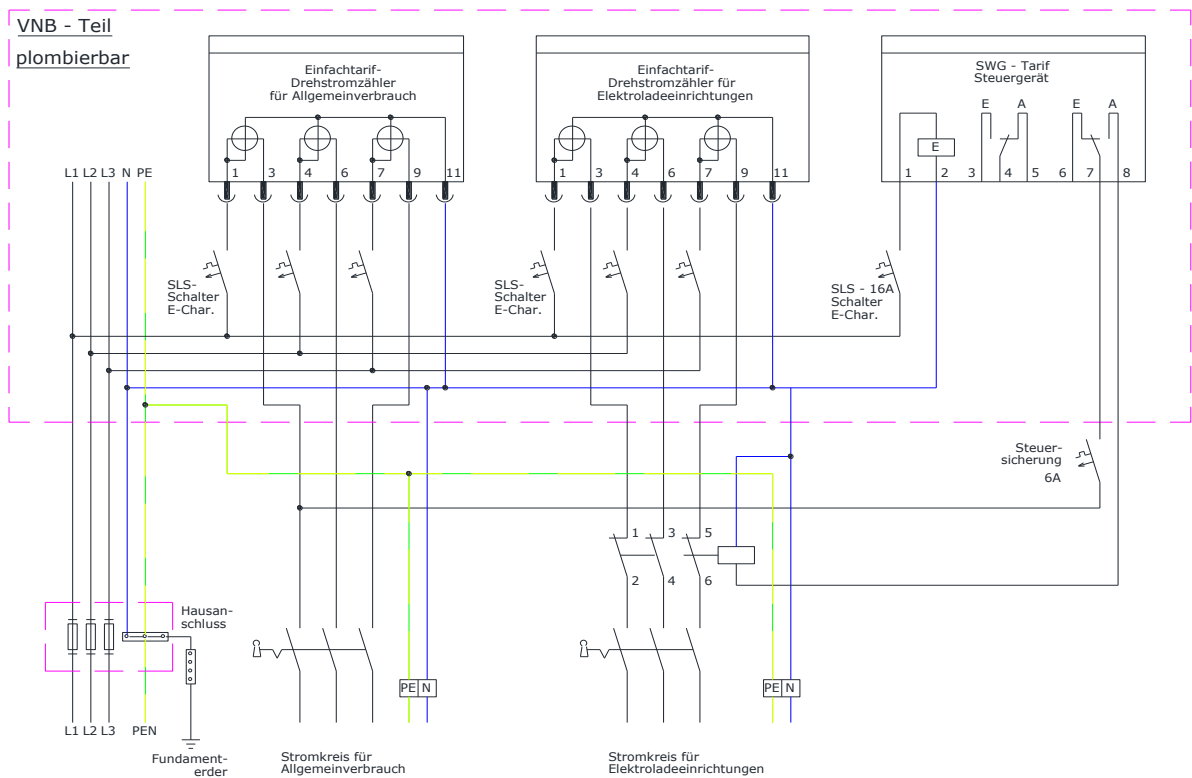 VNB - Teil
plombierbar
Einfachtarif-
Drehstromzähler
für Allgemeinverbrauch
Einfachtarif-
Drehstromzähler für
Elektroladeeinrichtungen
SWG - Tarif
Steuergerät
E A E A
E
L1 L2 L3 N PE
1 3 4 6 7 9 11
1 3 4 6 7 9 11
1 2 3 4 5 6 7 8
SLS-
Schalter
E-Char.
SLS-
Schalter
E-Char.
SLS - 16A
Schalter
E-Char.
Steuer-
sicherung
6A
1 3 5
2 4 6
Hausan-
schluss
PE N
PE N
L1 L2 L3 PEN
Fundament-
erder
Stromkreis für
Allgemeinverbrauch
Stromkreis für
Elektroladeeinrichtungen